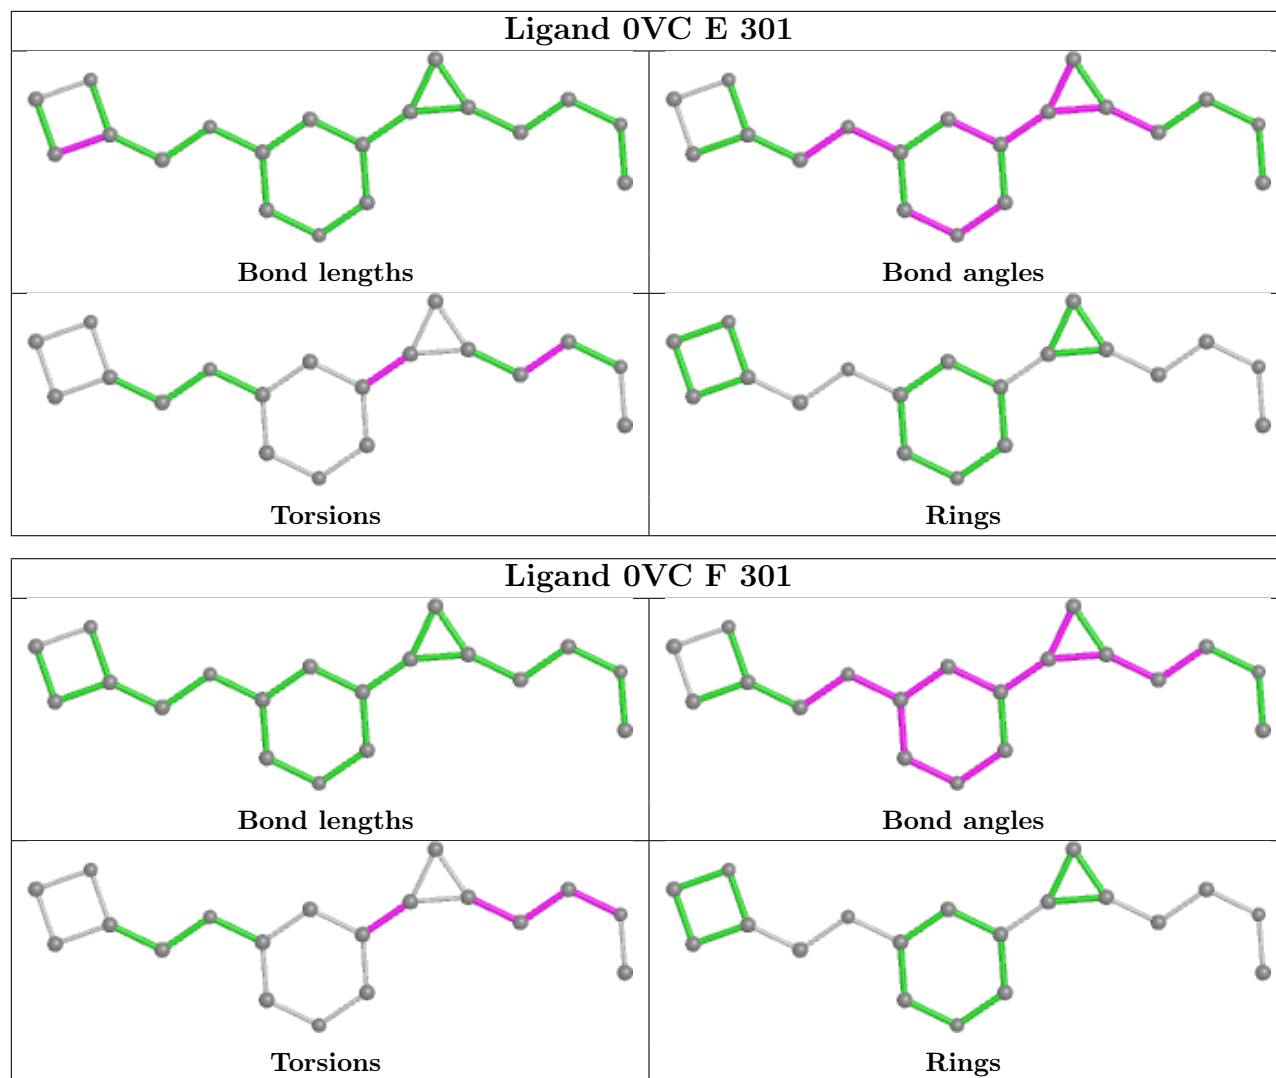 Ligand 0VC E 301
Bond lengths
Bond angles
Torsions
Rings
Ligand 0VC F 301
Bond lengths
Bond angles
Torsions
Rings